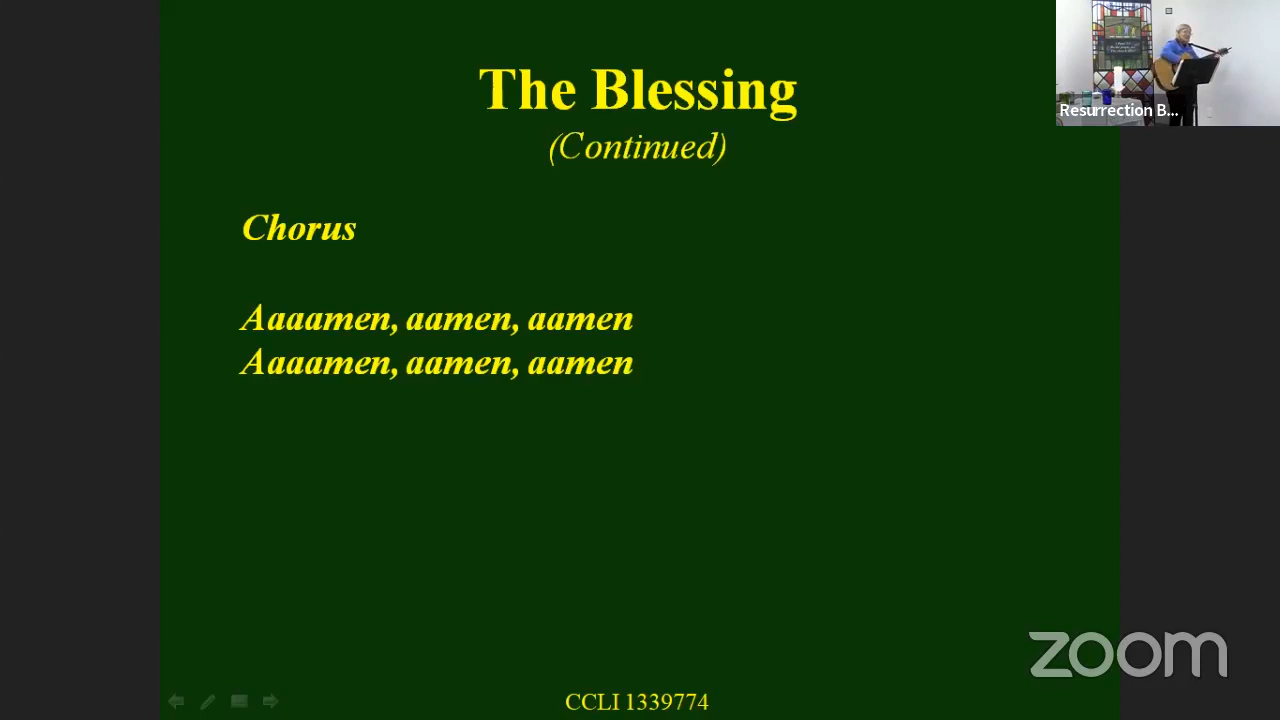 The Blessing
(Continued)
Chorus
Aaaamen, aamen, aamen
Aaaamen, aamen, aamen
CCLI 1339774
Resurrection B...
zoom